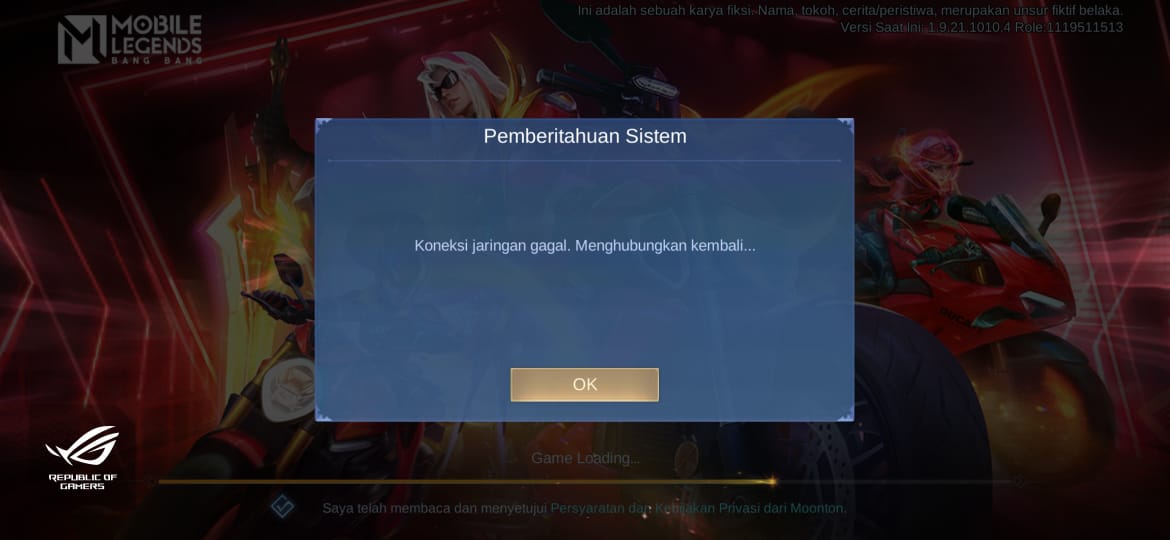 Ini adalah sebuah karya fiksi. Nama, tokoh, cerita/peristiwa, merupakan unsur fiktif belaka.
Versi Saat Ini: 1.9.21.1010.4 Role:1119511513
MOBILE
LEGENDS
BANG BANG
Pemberitahuan Sistem
Koneksi jaringan gagal. Menghubungkan kembali...
DUCATI
OK
REPUBLIC OF
GAMERS
Game Loading...
Saya telah membaca dan menyetujui Persyaratan dan Kebijakan Privasi dari Moonton.